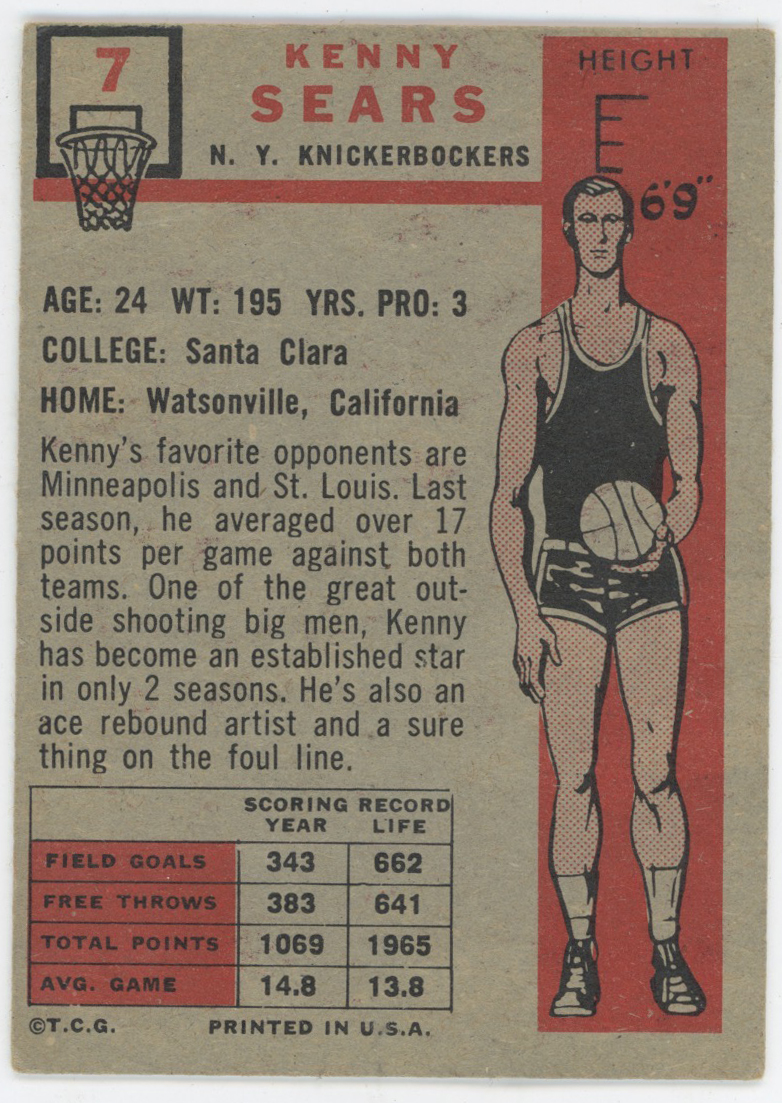 7
KENNY
SEARS
N. Y. KNICKERBOCKERS
HEIGHT
6'9"
AGE: 24 WT: 195 YRS. PRO: 3
COLLEGE: Santa Clara
HOME: Watsonville, California
Kenny's favorite opponents are
Minneapolis and St. Louis. Last
season, he averaged over 17
points per game against both
teams. One of the great out-
side shooting big men, Kenny
has become an established star
in only 2 seasons. He's also an
ace rebound artist and a sure
thing on the foul line.
SCORING RECORD
YEAR LIFE
FIELD GOALS 343 662
FREE THROWS 383 641
TOTAL POINTS 1069 1965
AVG. GAME 14.8 13.8
©T.C.G. PRINTED IN U.S.A.